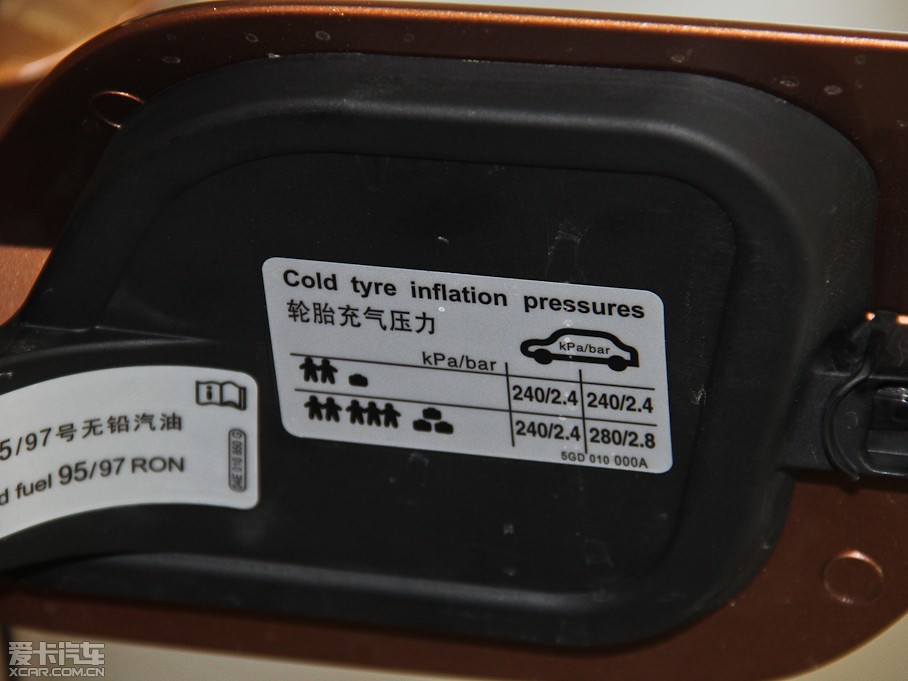 Cold tyre inflation pressures
轮胎充气压力
kPa/bar
kPa/bar
240/2.4 240/2.4
240/2.4 280/2.8
5GD 010 000A
5/97号无铅汽油
d fuel 95/97 RON
爱卡汽车
XCAR.COM.CN